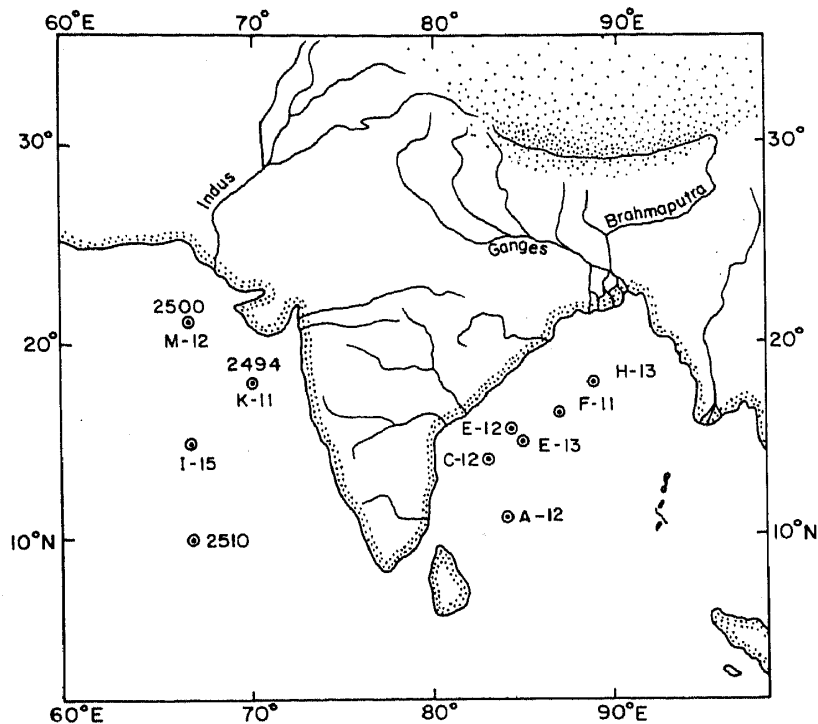 60°E 70° 80° 90°E
30° 30°
Indus
Brahmaputra
Ganges
2500
M-12
20° 20°
2494
K-11
H-13
F-11
E-12
E-13
I-15
C-12
A-12
2510
10°N 10°N
60°E 70° 80° 90°E